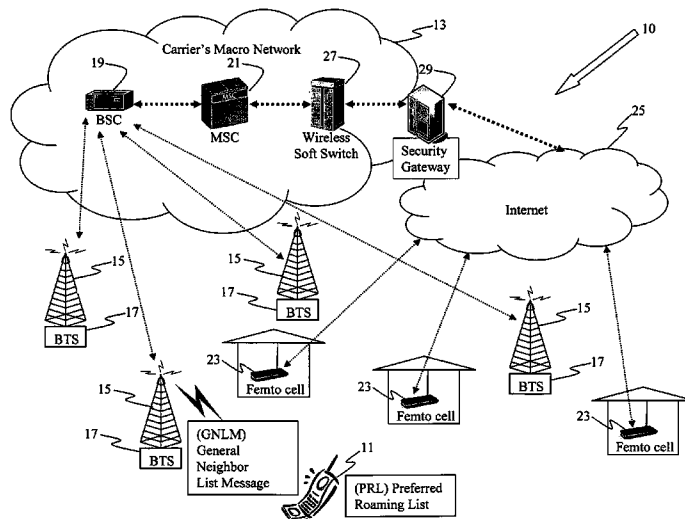 13
10
Carrier's Macro Network
19
21
27
29
BSC
MSC
Wireless
Soft Switch
Security
Gateway
25
Internet
15
17
BTS
15
17
BTS
15
17
BTS
15
17
BTS
23
Femto cell
23
Femto cell
23
Femto cell
(GNLM)
General
Neighbor
List Message
11
(PRL) Preferred
Roaming List